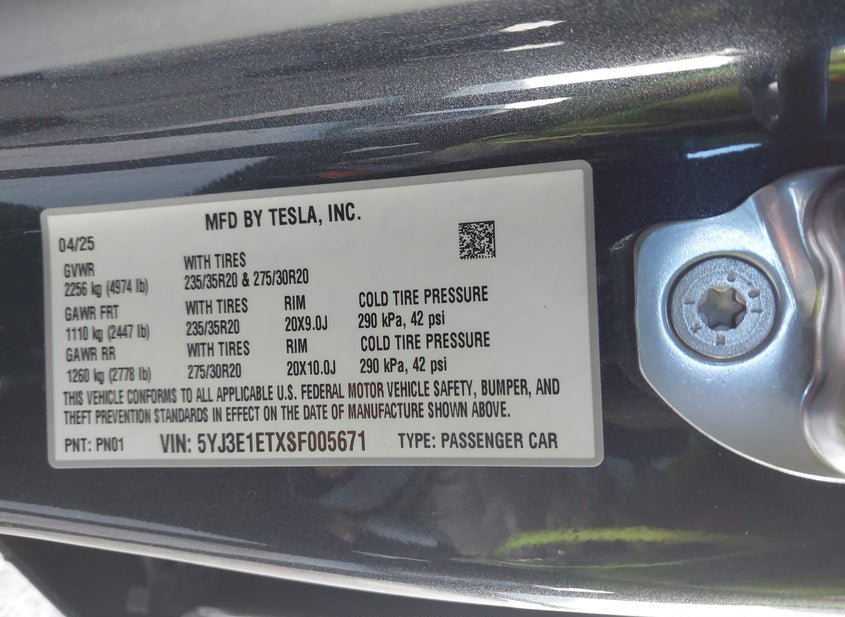 MFD BY TESLA, INC.
04/25
GVWR WITH TIRES
2256 kg (4974 lb) 235/35R20 & 275/30R20
GAWR FRT WITH TIRES RIM COLD TIRE PRESSURE
1110 kg (2447 lb) 235/35R20 20X9.0J 290 kPa, 42 psi
GAWR RR WITH TIRES RIM COLD TIRE PRESSURE
1260 kg (2778 lb) 275/30R20 20X10.0J 290 kPa, 42 psi
THIS VEHICLE CONFORMS TO ALL APPLICABLE U.S. FEDERAL MOTOR VEHICLE SAFETY, BUMPER, AND
THEFT PREVENTION STANDARDS IN EFFECT ON THE DATE OF MANUFACTURE SHOWN ABOVE.
PNT: PN01 VIN: 5YJ3E1ETXSF005671 TYPE: PASSENGER CAR